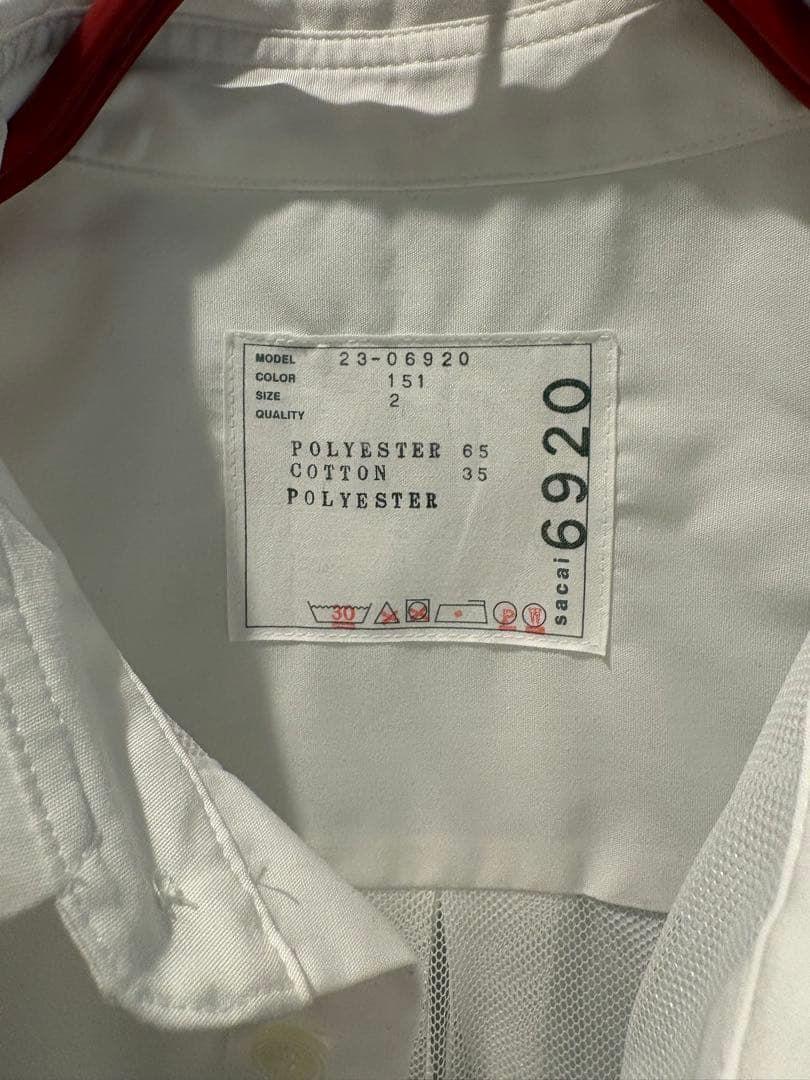 MODEL 23-06920
COLOR 151
SIZE 2
QUALITY
POLYESTER 65
COTTON 35
POLYESTER
30 P W
sacai 6920